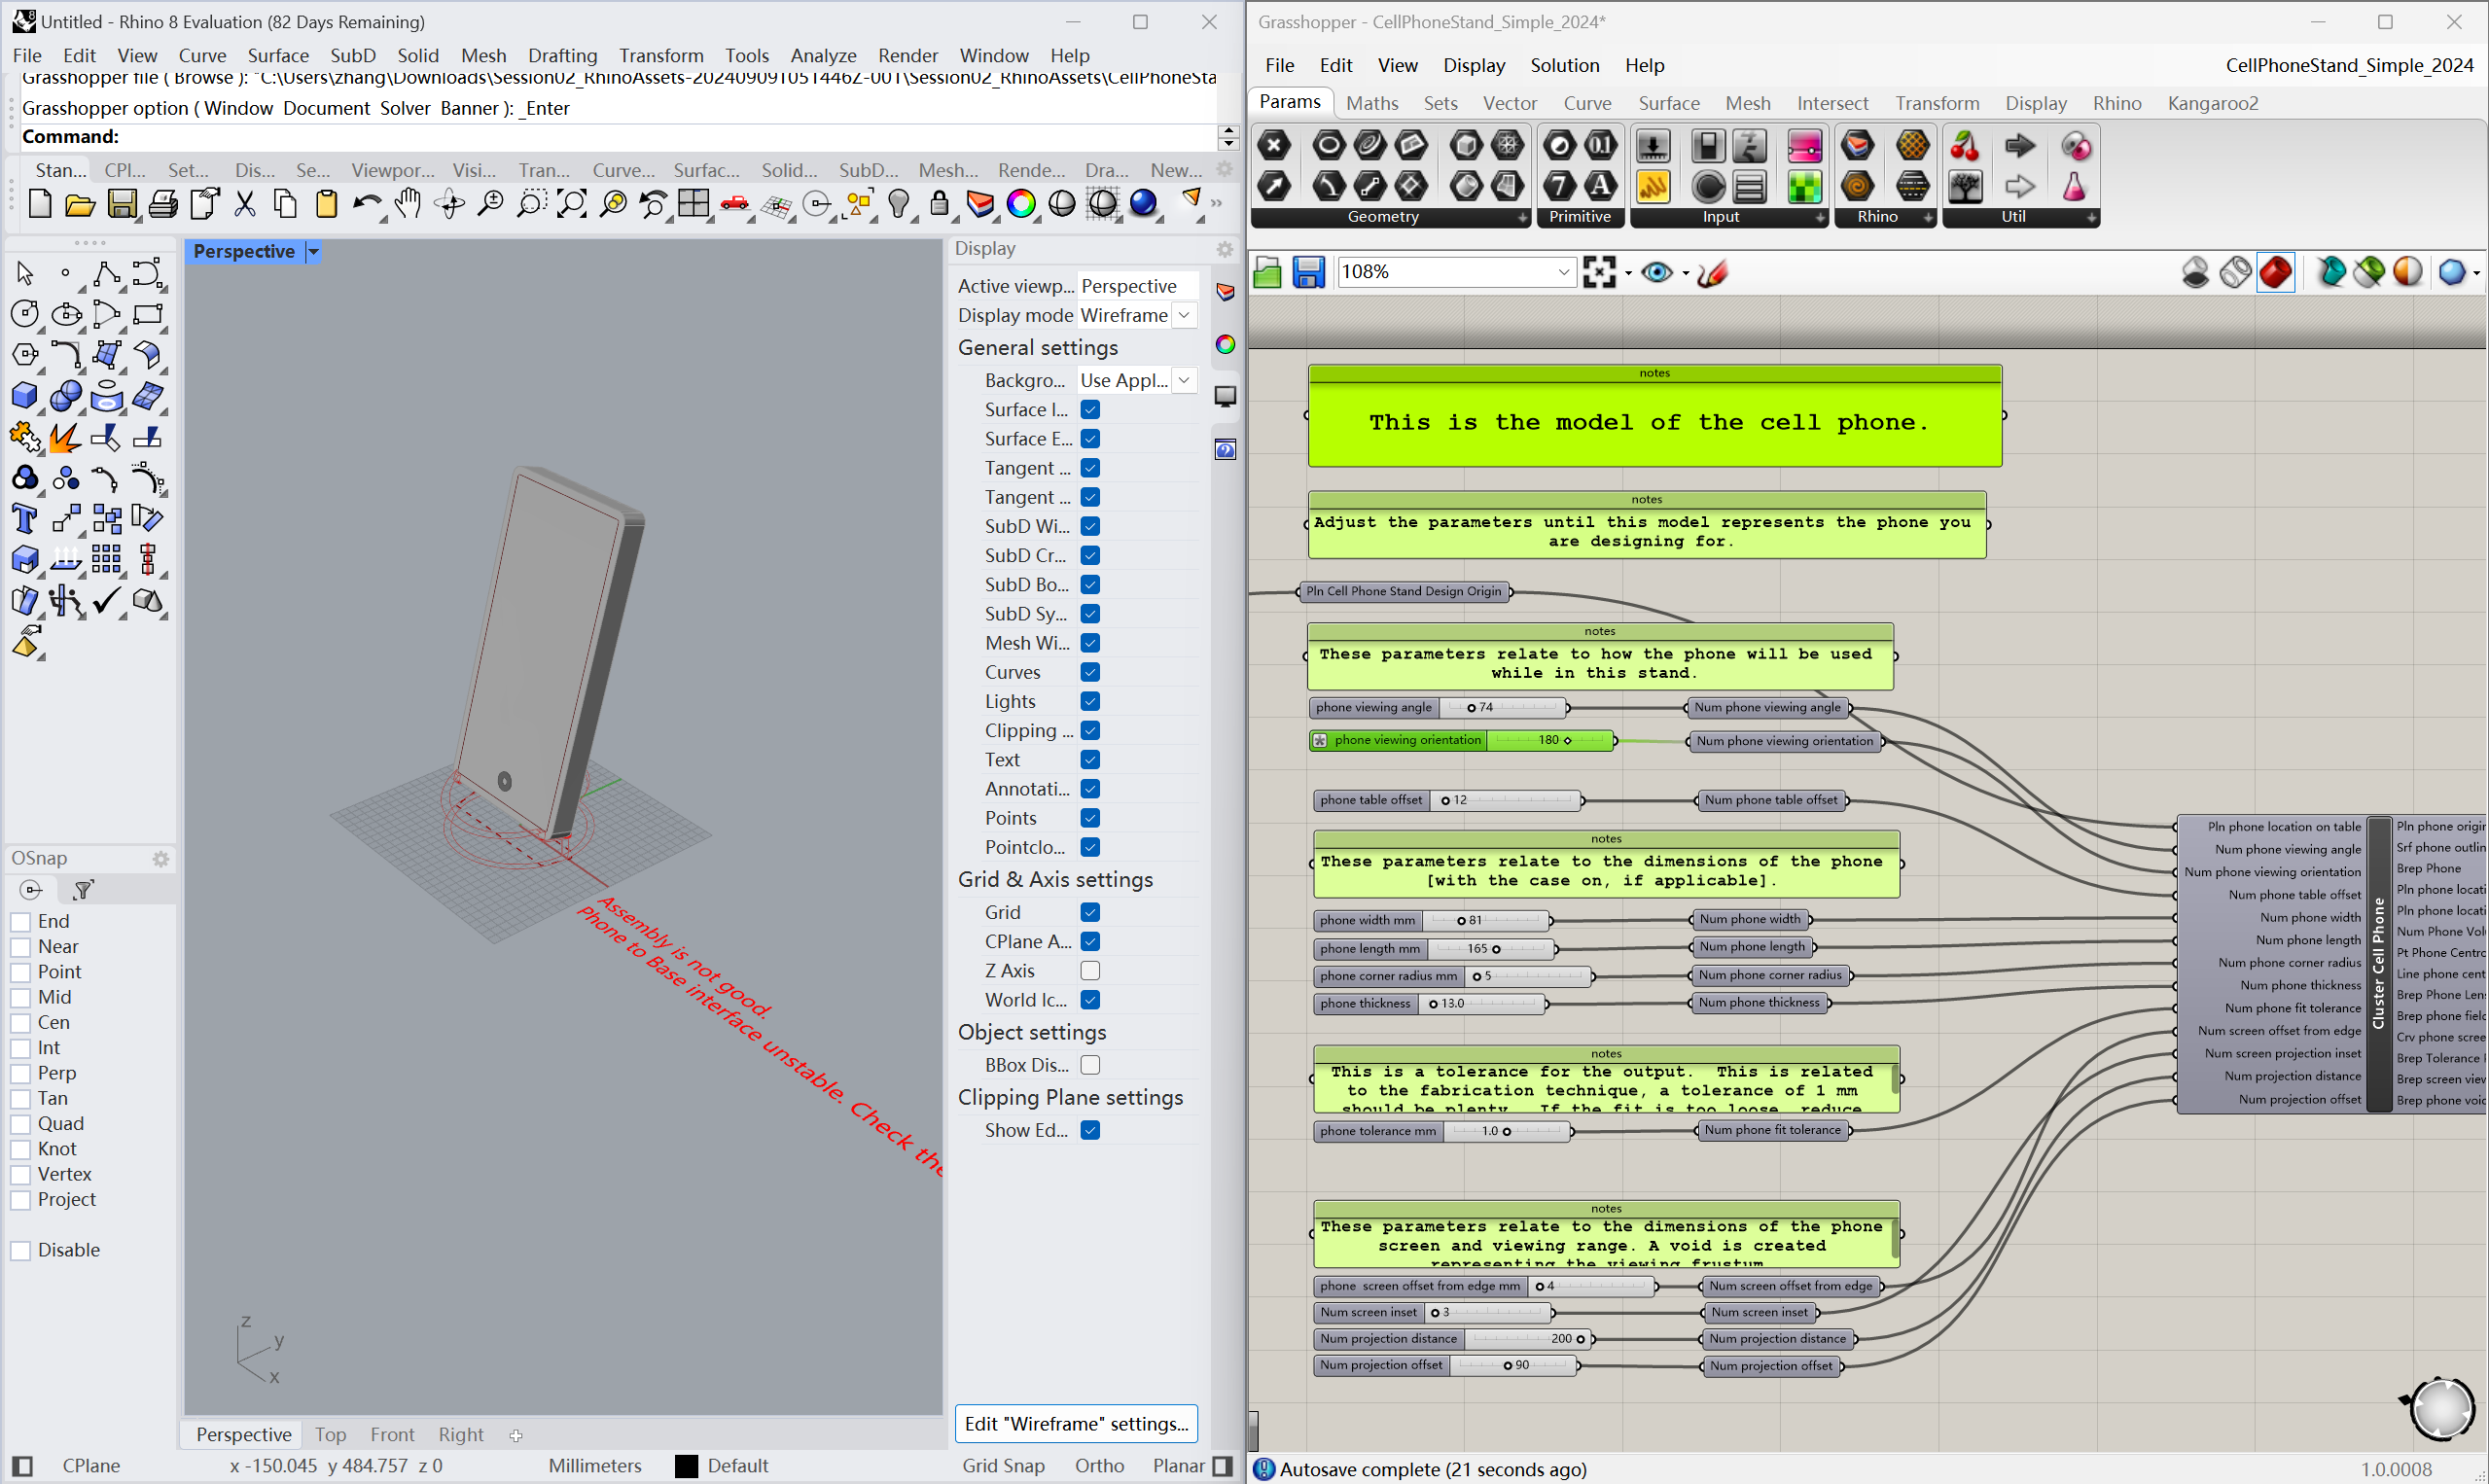 Untitled - Rhino 8 Evaluation (82 Days Remaining)
File Edit View Curve Surface SubD Solid Mesh Drafting Transform Tools Analyze Render Window Help
Grasshopper file ( Browse ): "C:\Users\zhang\Downloads\Session02_RhinoAssets-20240909T051446Z-001\Session02_RhinoAssets\CellPhoneSta
Grasshopper option ( Window Document Solver Banner ): _Enter
Command:
Stan... CPl... Set... Dis... Se... Viewpor... Visi... Tran... Curve... Surfac... Solid... SubD... Mesh... Rende... Dra... New...
Perspective
Display
Active viewp... Perspective
Display mode Wireframe
General settings
Backgro... Use Appl...
Surface I...
Surface E...
Tangent ...
Tangent ...
SubD Wi...
SubD Cr...
SubD Bo...
SubD Sy...
Mesh Wi...
Curves
Lights
Clipping ...
Text
Annotati...
Points
Pointclo...
Grid & Axis settings
Grid
CPlane A...
Z Axis
World Ic...
Object settings
BBox Dis...
Clipping Plane settings
Show Ed...
Edit "Wireframe" settings...
OSnap
End
Near
Point
Mid
Cen
Int
Perp
Tan
Quad
Knot
Vertex
Project
Disable
Assembly is not good.
Phone to Base interface unstable. Check the
z
y
x
Perspective Top Front Right
CPlane x -150.045 y 484.757 z 0 Millimeters Default Grid Snap Ortho Planar
Grasshopper - CellPhoneStand_Simple_2024*
File Edit View Display Solution Help CellPhoneStand_Simple_2024
Params Maths Sets Vector Curve Surface Mesh Intersect Transform Display Rhino Kangaroo2
Geometry Primitive Input Rhino Util
108%
notes
This is the model of the cell phone.
notes
Adjust the parameters until this model represents the phone you
are designing for.
Pln Cell Phone Stand Design Origin
notes
These parameters relate to how the phone will be used
while in this stand.
phone viewing angle 74 Num phone viewing angle
phone viewing orientation 180 Num phone viewing orientation
phone table offset 12 Num phone table offset
notes
These parameters relate to the dimensions of the phone
[with the case on, if applicable].
phone width mm 81 Num phone width
phone length mm 165 Num phone length
phone corner radius mm 5 Num phone corner radius
phone thickness 13.0 Num phone thickness
notes
This is a tolerance for the output. This is related
to the fabrication technique, a tolerance of 1 mm
should be plenty. If the fit is too loose, reduce
phone tolerance mm 1.0 Num phone fit tolerance
notes
These parameters relate to the dimensions of the phone
screen and viewing range. A void is created
representing the viewing frustum
phone screen offset from edge mm 4 Num screen offset from edge
Num screen inset 3 Num screen inset
Num projection distance 200 Num projection distance
Num projection offset 90 Num projection offset
Pln phone location on table
Num phone viewing angle
Num phone viewing orientation
Num phone table offset
Num phone width
Num phone length
Num phone corner radius
Num phone thickness
Num phone fit tolerance
Num screen offset from edge
Num screen projection inset
Num projection distance
Num projection offset
Cluster Cell Phone
Pln phone origin
Srf phone outlin
Brep Phone
Pln phone locati
Pln phone locati
Num Phone Vol
Pt Phone Centro
Line phone cent
Brep Phone Len
Brep phone field
Crv phone scree
Brep Tolerance
Brep screen view
Brep phone void
Autosave complete (21 seconds ago)
1.0.0008